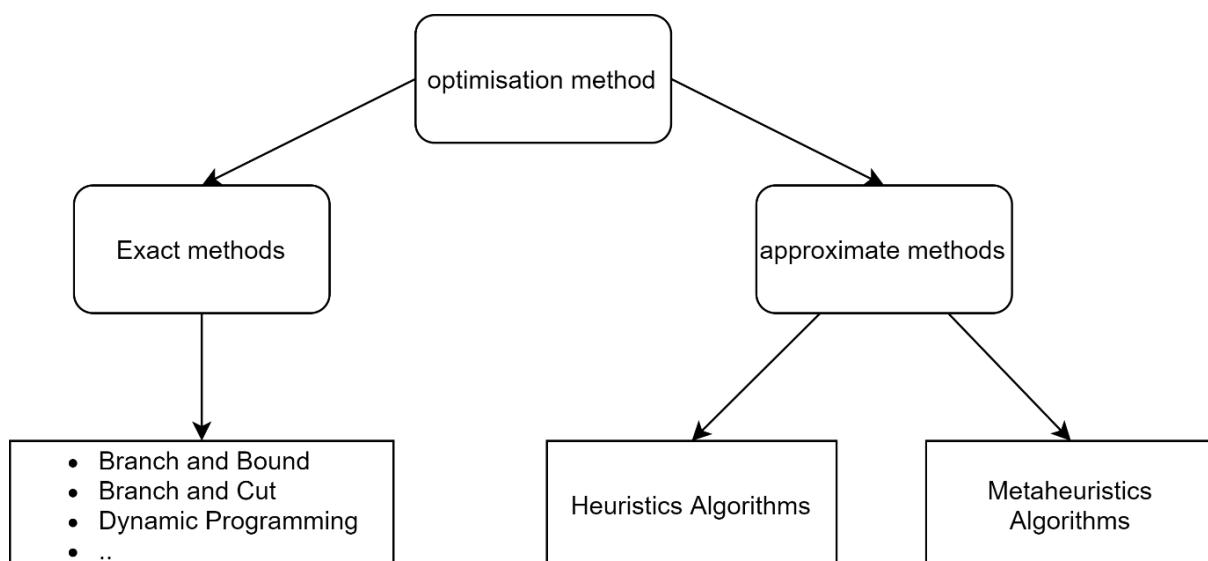 optimisation method
Exact methods
approximate methods
• Branch and Bound
• Branch and Cut
• Dynamic Programming
• ..
Heuristics Algorithms
Metaheuristics
Algorithms